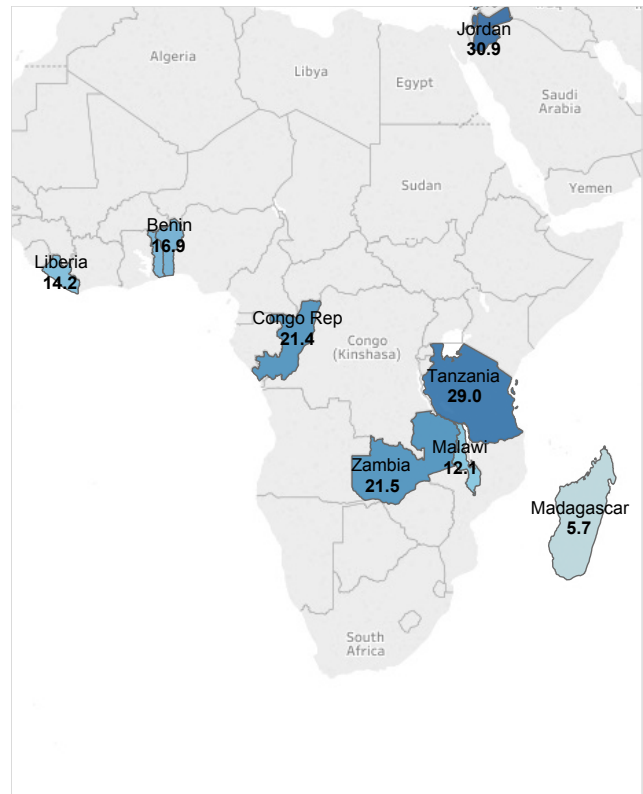 Jordan
30.9
Algeria
Libya
Egypt
Saudi
Arabia
Sudan
Yemen
Benin
16.9
Liberia
14.2
Congo Rep
21.4
Congo
(Kinshasa)
Tanzania
29.0
Malawi
12.1
Zambia
21.5
Madagascar
5.7
South
Africa